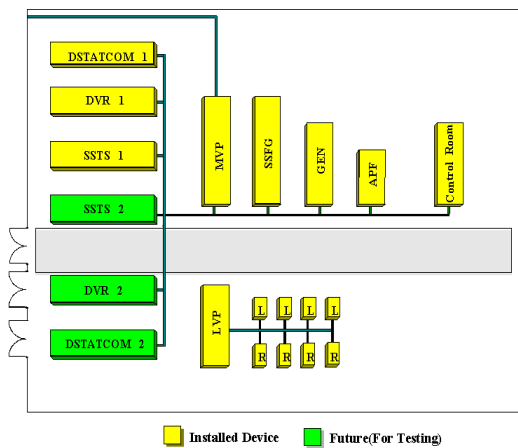 DSTATCOM 1
DVR 1
SSTS 1
SSTS 2
MVP
SSFG
GEN
APF
Control Room
DVR 2
DSTATCOM 2
LVP
L L L L
R R R R
Installed Device
Future(For Testing)